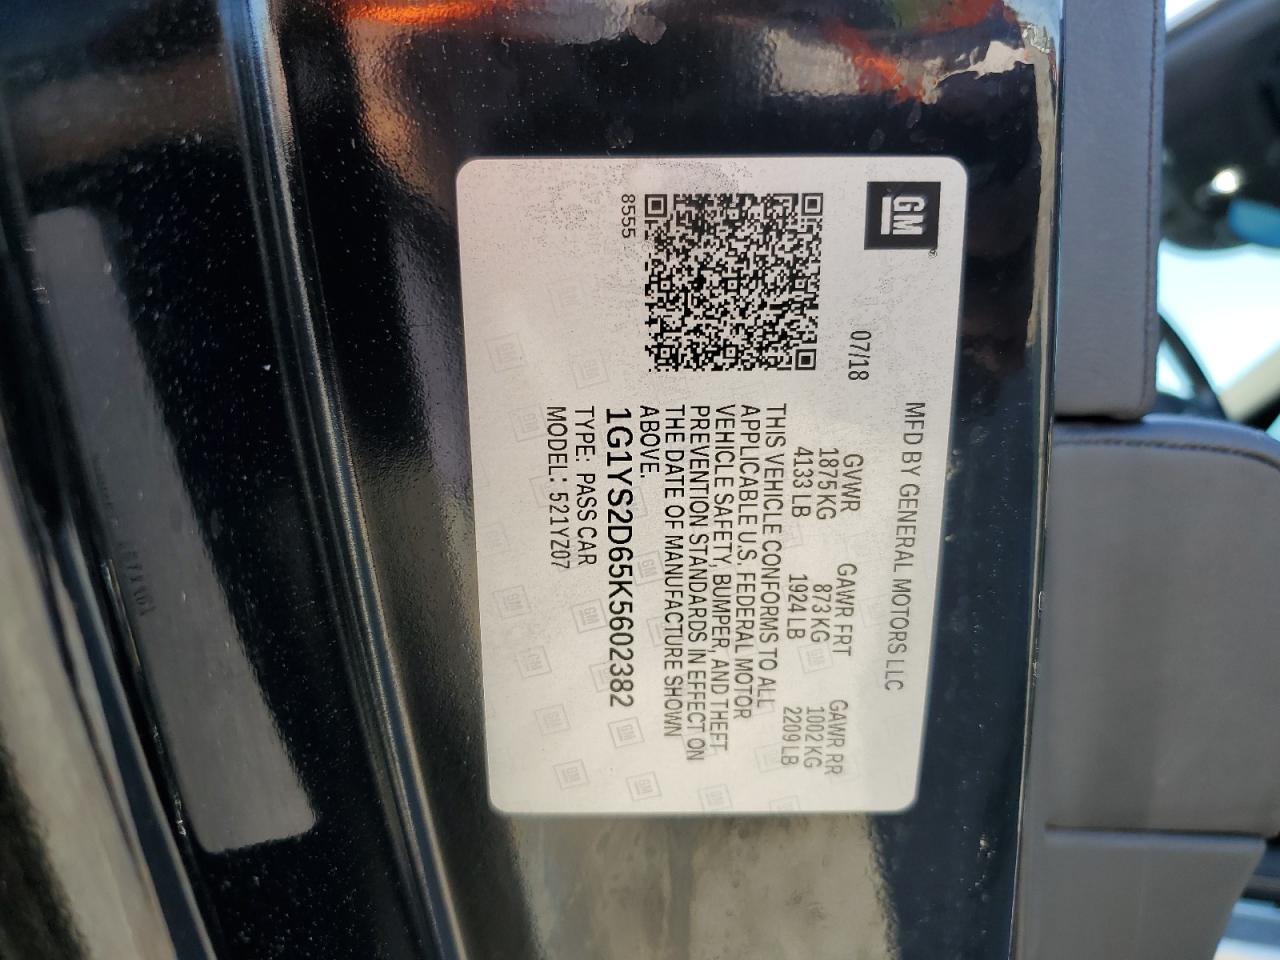 GM
MFD BY GENERAL MOTORS LLC
07/18
GVWR GAWR FRT GAWR RR
1875 KG 873 KG 1002 KG
4133 LB 1924 LB 2209 LB
THIS VEHICLE CONFORMS TO ALL
APPLICABLE U.S. FEDERAL MOTOR
VEHICLE SAFETY, BUMPER, AND THEFT
PREVENTION STANDARDS IN EFFECT ON
THE DATE OF MANUFACTURE SHOWN
ABOVE.
8555
1G1YS2D65K5602382
TYPE: PASS CAR
MODEL: 521YZ07